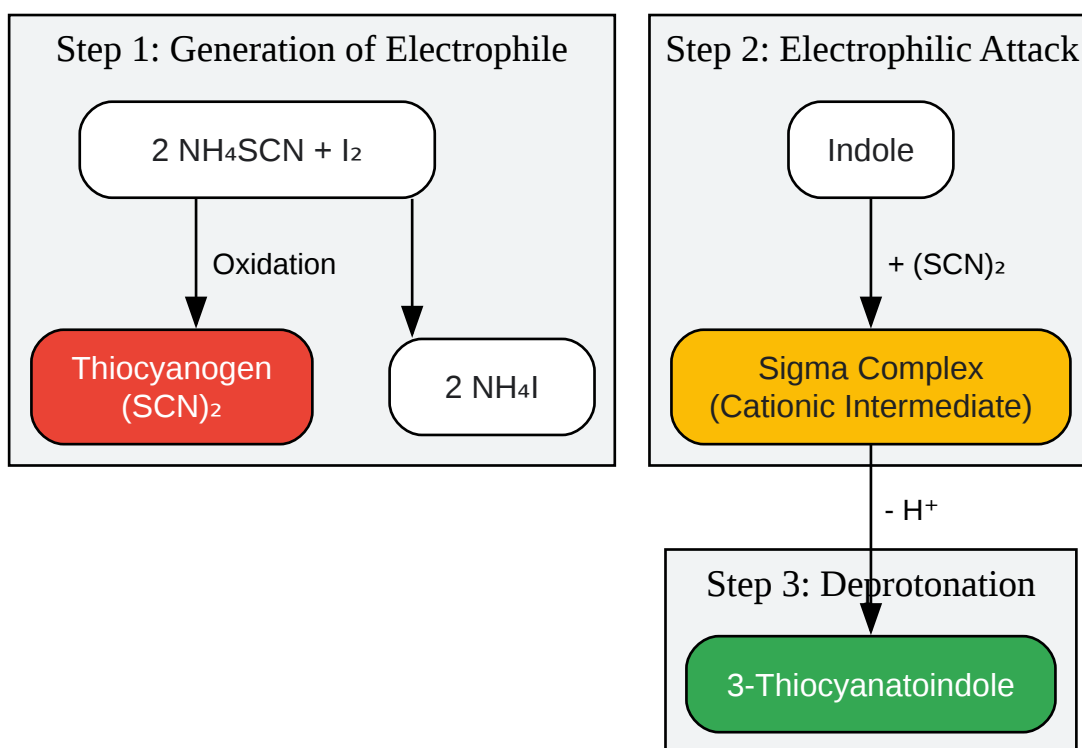 Step 1: Generation of Electrophile
2 NH₄SCN + I₂
Oxidation
Thiocyanogen
(SCN)₂
2 NH₄I
Step 2: Electrophilic Attack
Indole
+ (SCN)₂
Sigma Complex
(Cationic Intermediate)
- H⁺
Step 3: Deprotonation
3-Thiocyanatoindole